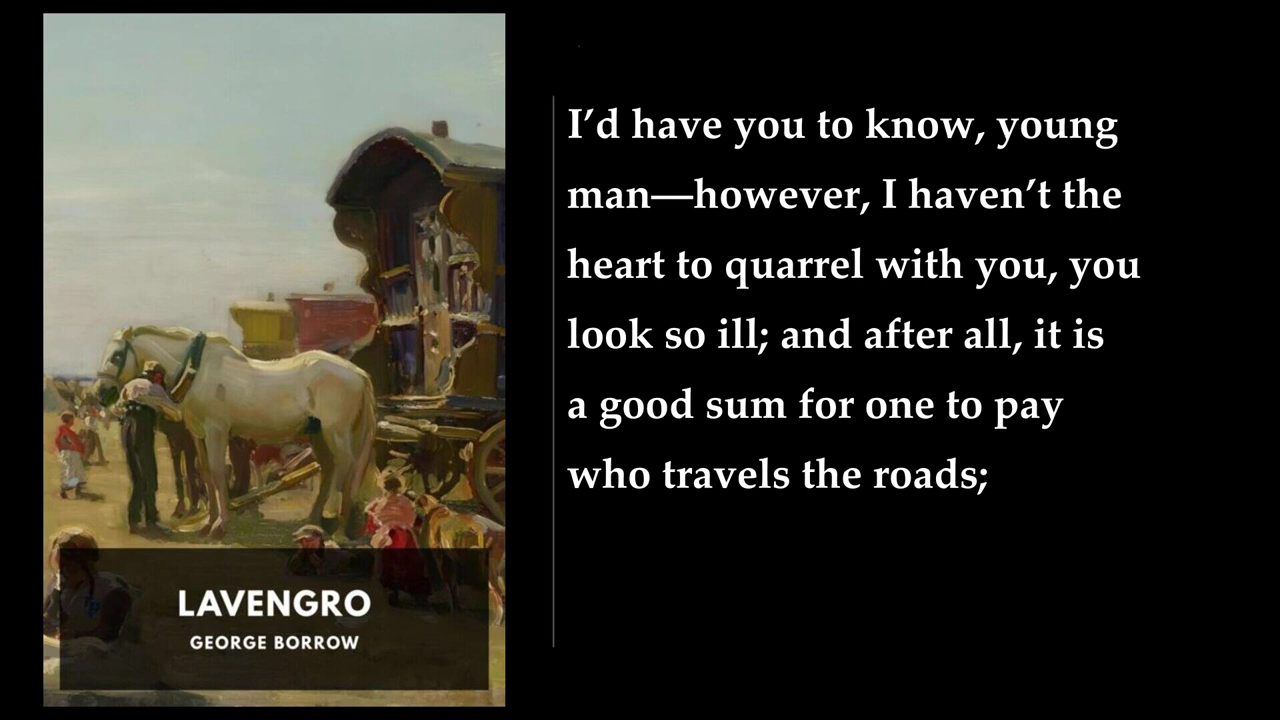 I’d have you to know, young
man—however, I haven’t the
heart to quarrel with you, you
look so ill; and after all, it is
a good sum for one to pay
who travels the roads;
LAVENGRO
GEORGE BORROW